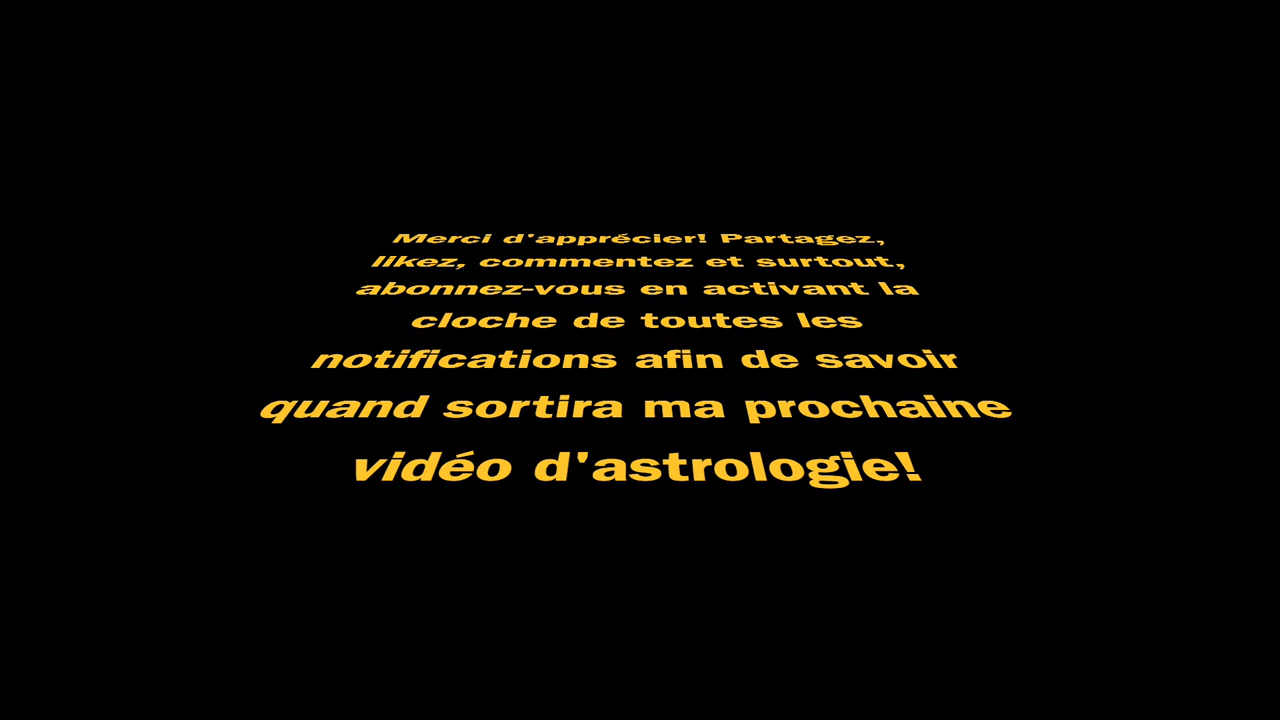 Merci d'apprécier! Partagez,
likez, commentez et surtout,
abonnez-vous en activant la
cloche de toutes les
notifications afin de savoir
quand sortira ma prochaine
vidéo d'astrologie!